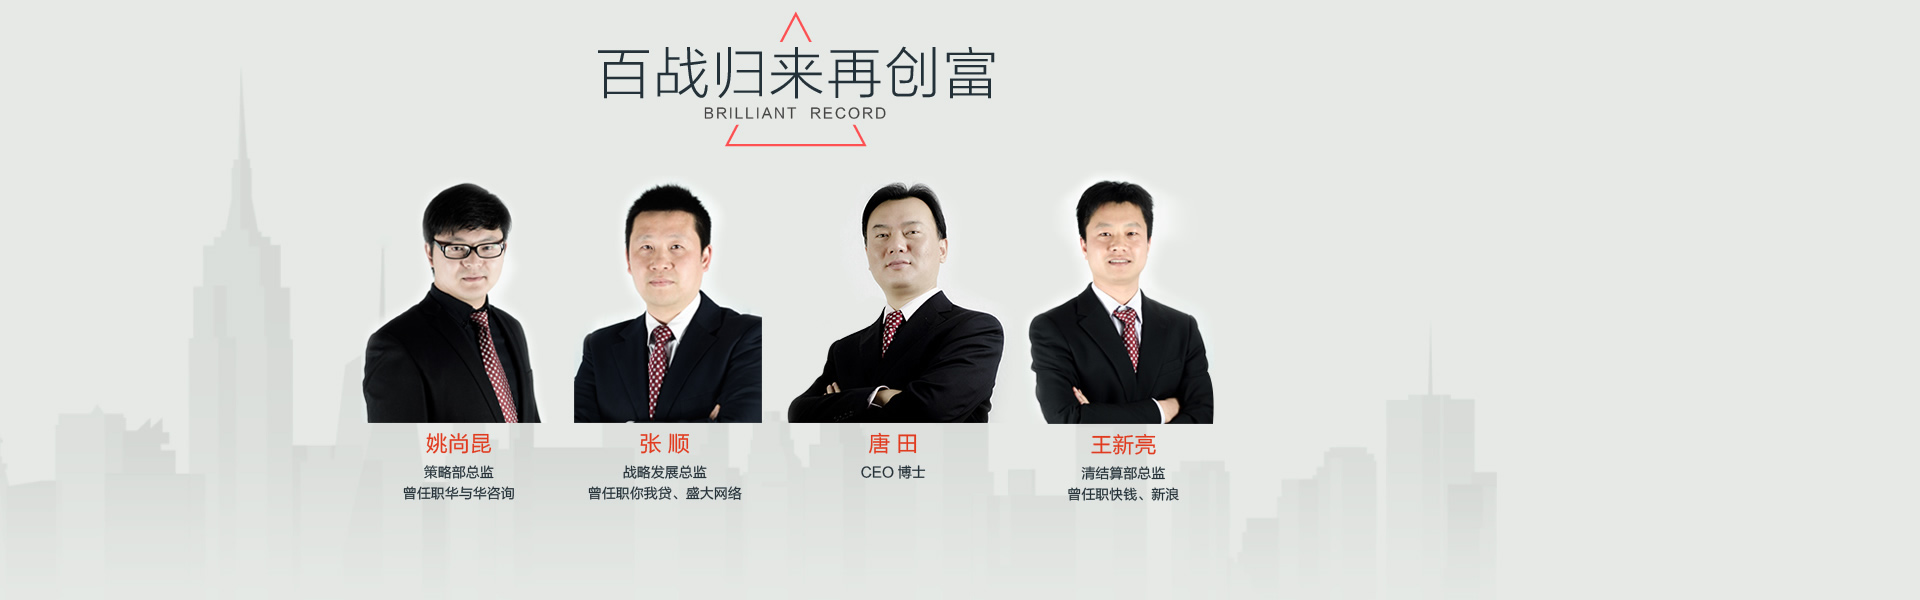 百战归来再创富
BRILLIANT RECORD
姚尚昆
策略部总监
曾任职华与华咨询
张 顺
战略发展总监
曾任职你我贷、盛大网络
唐 田
CEO 博士
王新亮
清结算部总监
曾任职快钱、新浪